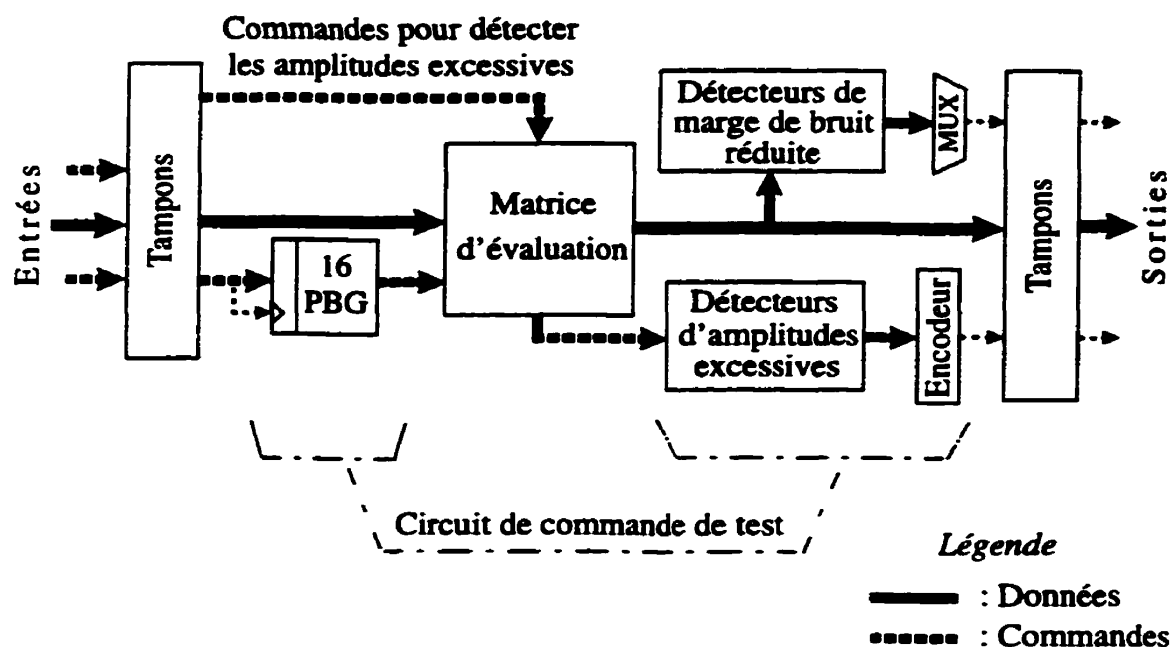 Commandes pour détecter
les amplitudes excessives
Entrées
Tampons
16
PBG
Matrice
d'évaluation
Détecteurs de
marge de bruit
réduite
MUX
Détecteurs
d'amplitudes
excessives
Encodeur
Tampons
Sorties
Circuit de commande de test
Légende
: Données
: Commandes